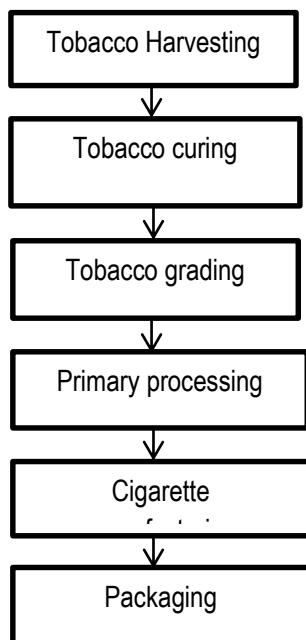 Tobacco Harvesting
Tobacco curing
Tobacco grading
Primary processing
Cigarette
Packaging